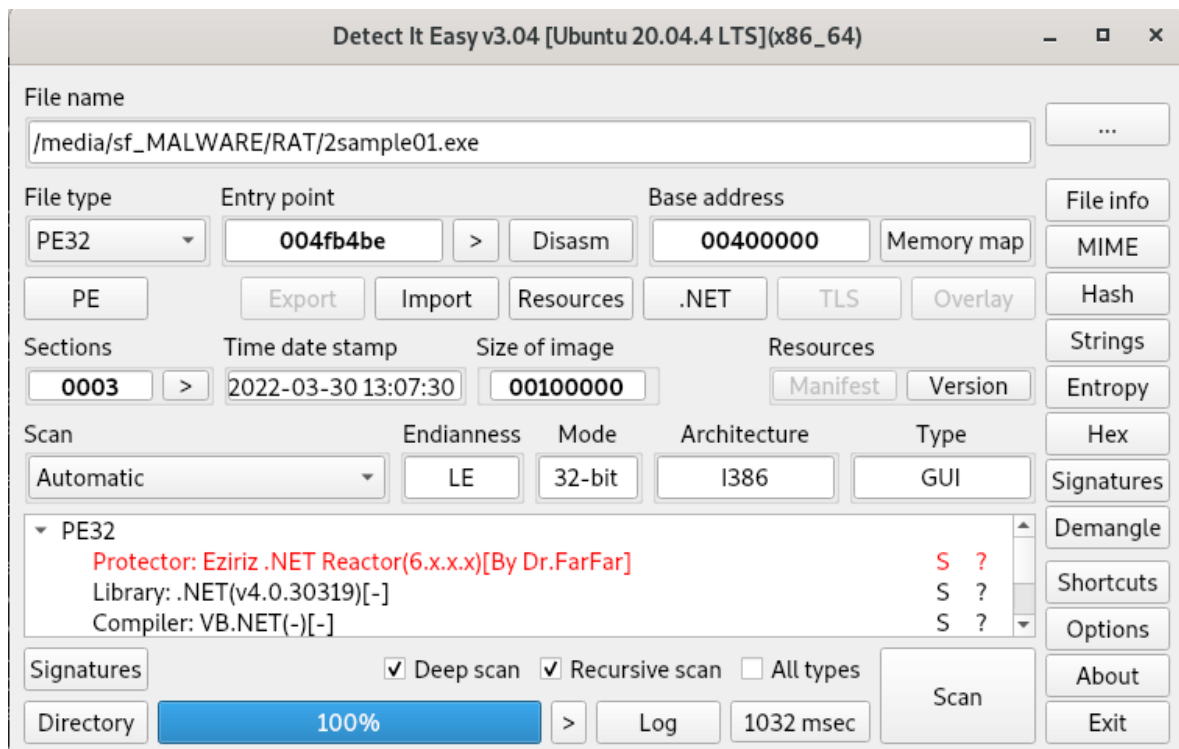 Detect It Easy v3.04 [Ubuntu 20.04.4 LTS](x86_64)
File name
/media/sf_MALWARE/RAT/2sample01.exe
...
File type Entry point Base address
File info
PE32 004fb4be > Disasm 00400000 Memory map
MIME
PE Export Import Resources .NET TLS Overlay
Hash
Sections Time date stamp Size of image Resources
Strings
0003 > 2022-03-30 13:07:30 00100000 Manifest Version
Entropy
Scan Endianness Mode Architecture Type
Hex
Automatic LE 32-bit I386 GUI
Signatures
PE32
Demangle
Protector: Eziriz .NET Reactor(6.x.x.x)[By Dr.FarFar] S ?
Library: .NET(v4.0.30319)[-] S ?
Shortcuts
Compiler: VB.NET(-)[-] S ?
Options
Signatures Deep scan Recursive scan All types
Scan
About
Directory 100% > Log 1032 msec
Exit